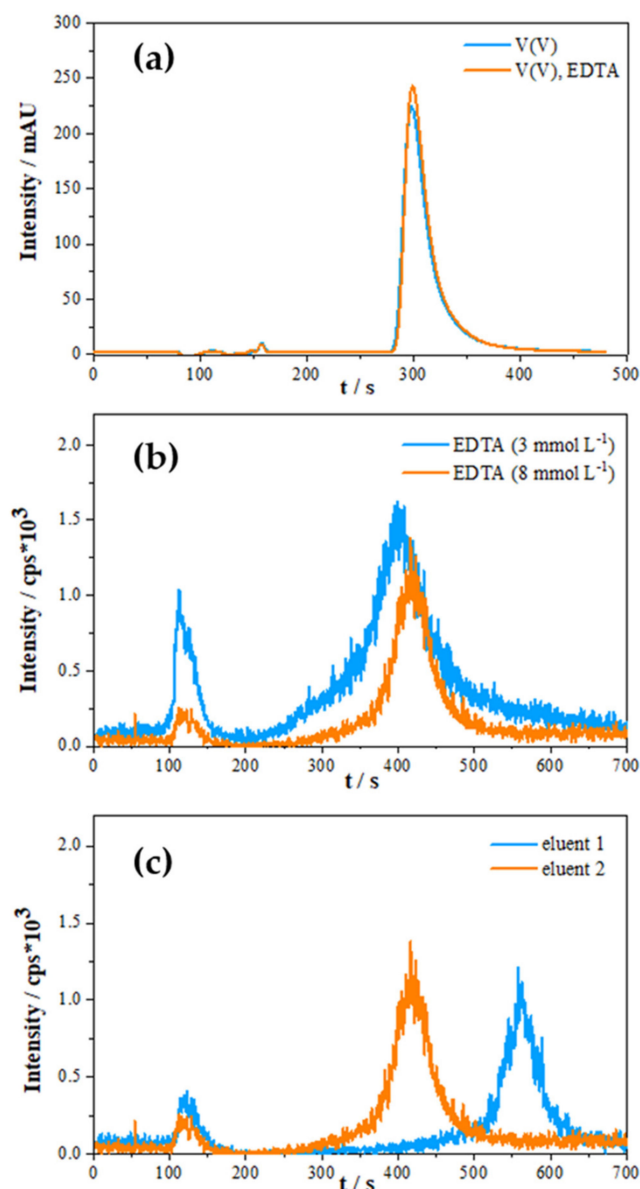 (a)
V(V)
V(V), EDTA
Intensity / mAU
300
250
200
150
100
50
0
0 100 200 300 400 500
t / s
(b)
EDTA (3 mmol L⁻¹)
EDTA (8 mmol L⁻¹)
Intensity / cps*10³
2.0
1.5
1.0
0.5
0.0
0 100 200 300 400 500 600 700
t / s
(c)
eluent 1
eluent 2
Intensity / cps*10³
2.0
1.5
1.0
0.5
0.0
0 100 200 300 400 500 600 700
t / s